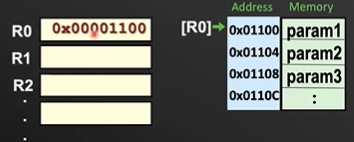 Address Memory
R0 0x00001100 [R0] 0x01100 param1
R1 0x01104 param2
R2 0x01108 param3
. 0x0110C :
.
.